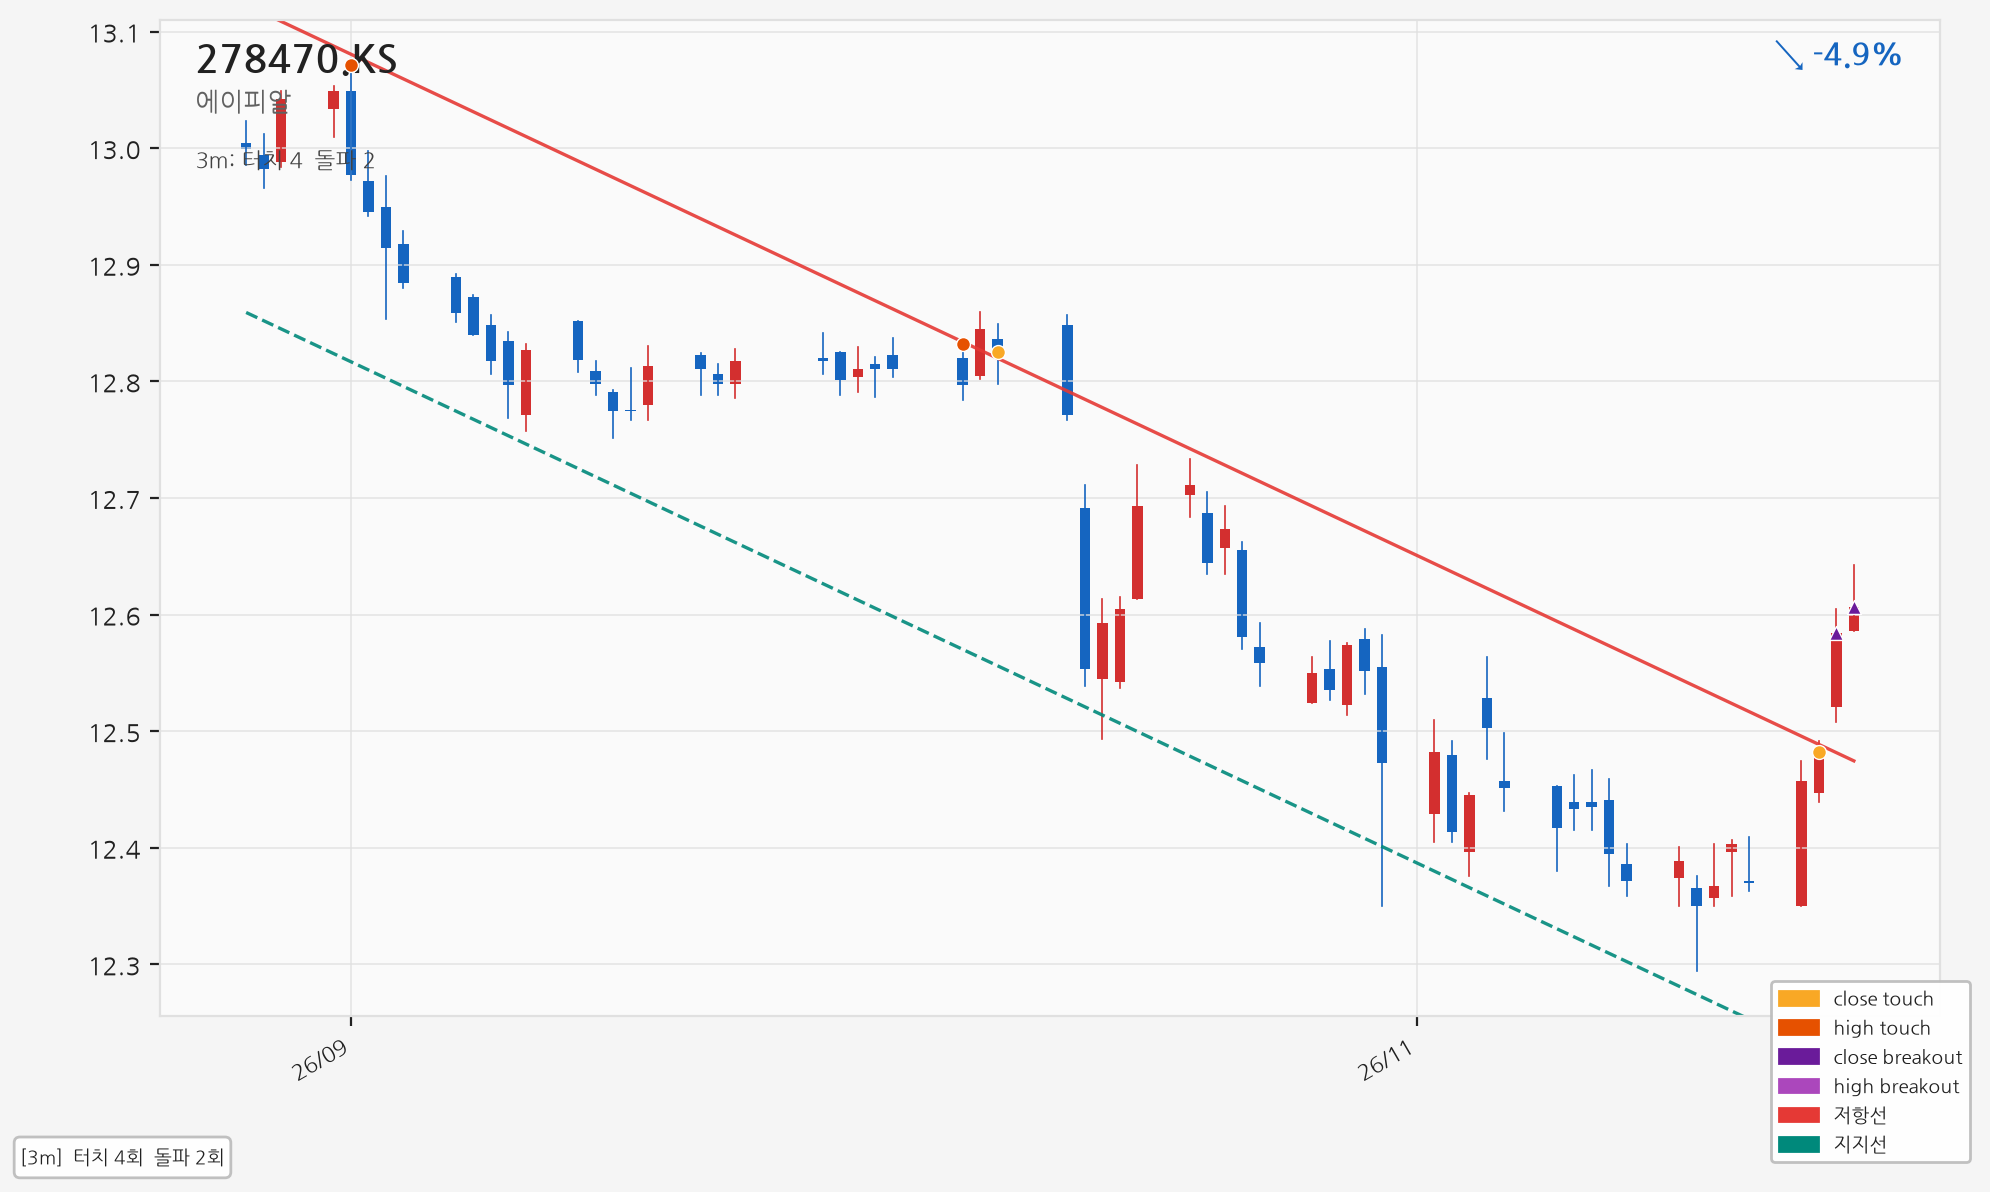 278470.KS
에이피알
3m: 터치 4 돌파 2
-4.9%
13.1
13.0
12.9
12.8
12.7
12.6
12.5
12.4
12.3
26/09
26/11
close touch
high touch
close breakout
high breakout
저항선
지지선
[3m] 터치 4회 돌파 2회